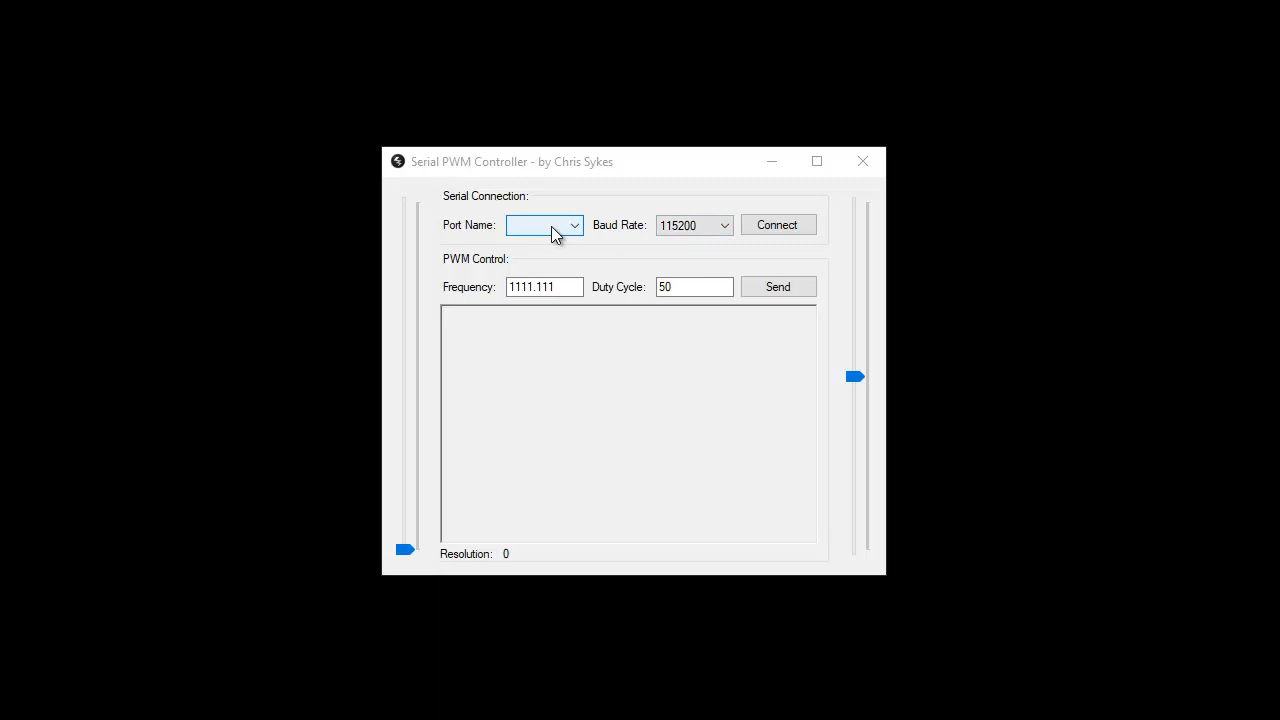 Serial PWM Controller - by Chris Sykes
Serial Connection:
Port Name: Baud Rate: 115200 Connect
PWM Control:
Frequency: 1111.111 Duty Cycle: 50 Send
Resolution: 0